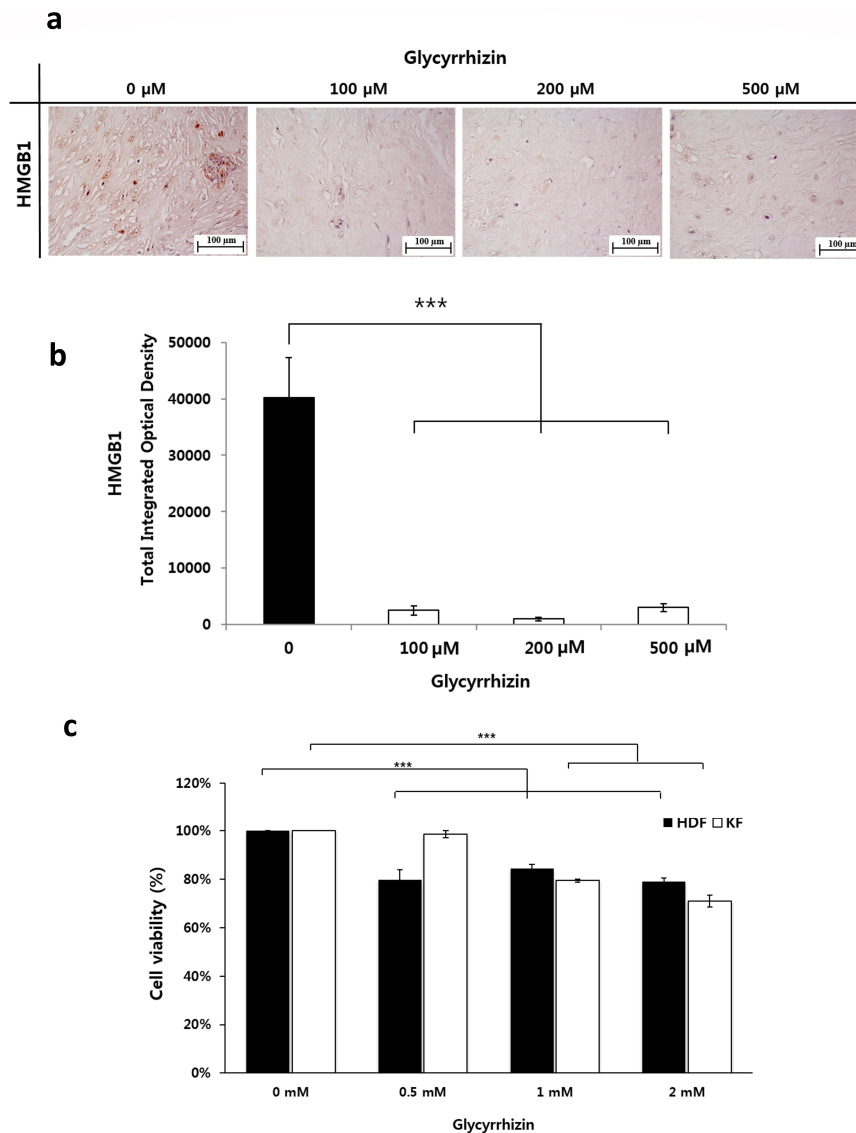 a
Glycyrrhizin
0 μM 100 μM 200 μM 500 μM
HMGB1
100 μm 100 μm 100 μm 100 μm
b
***
HMGB1
Total Integrated Optical Density
50000
40000
30000
20000
10000
0
0 100 μM 200 μM 500 μM
Glycyrrhizin
c
***
***
Cell viability (%)
120%
100%
80%
60%
40%
20%
0%
HDF KF
0 mM 0.5 mM 1 mM 2 mM
Glycyrrhizin